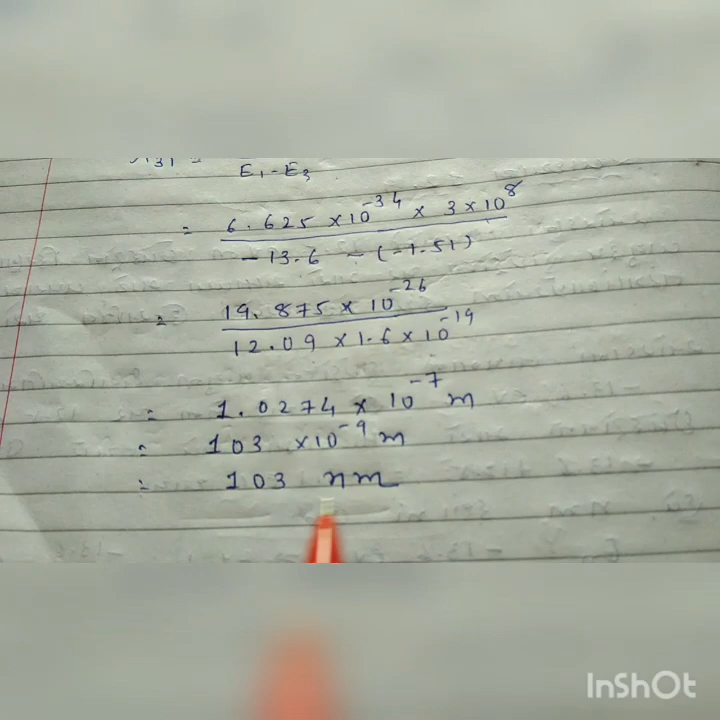 E₁ - E₃
= 6.625 × 10⁻³⁴ × 3 × 10⁸
-13.6 - (-1.51)
= 19.875 × 10⁻²⁶
12.09 × 1.6 × 10⁻¹⁹
= 1.0274 × 10⁻⁷ m
= 103 × 10⁻⁹ m
= 103 nm
InShOt